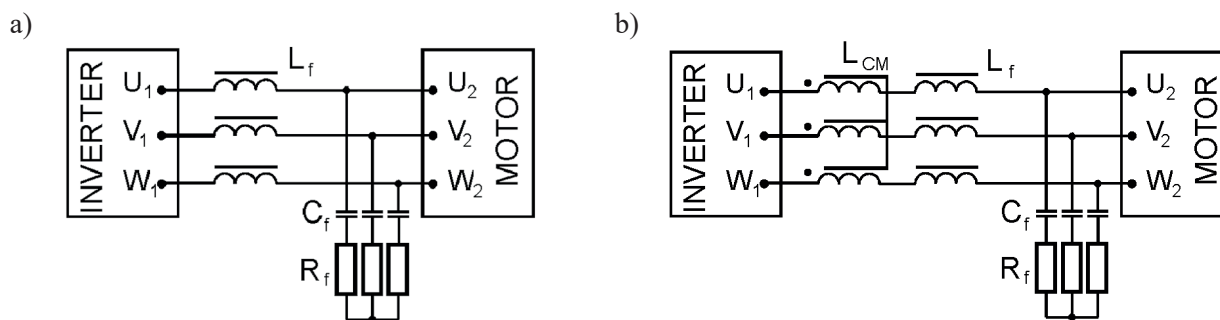 a)
INVERTER
U1
V1
W1
Lf
Cf
Rf
U2
V2
W2
MOTOR
b)
INVERTER
U1
V1
W1
LCM
Lf
Cf
Rf
U2
V2
W2
MOTOR